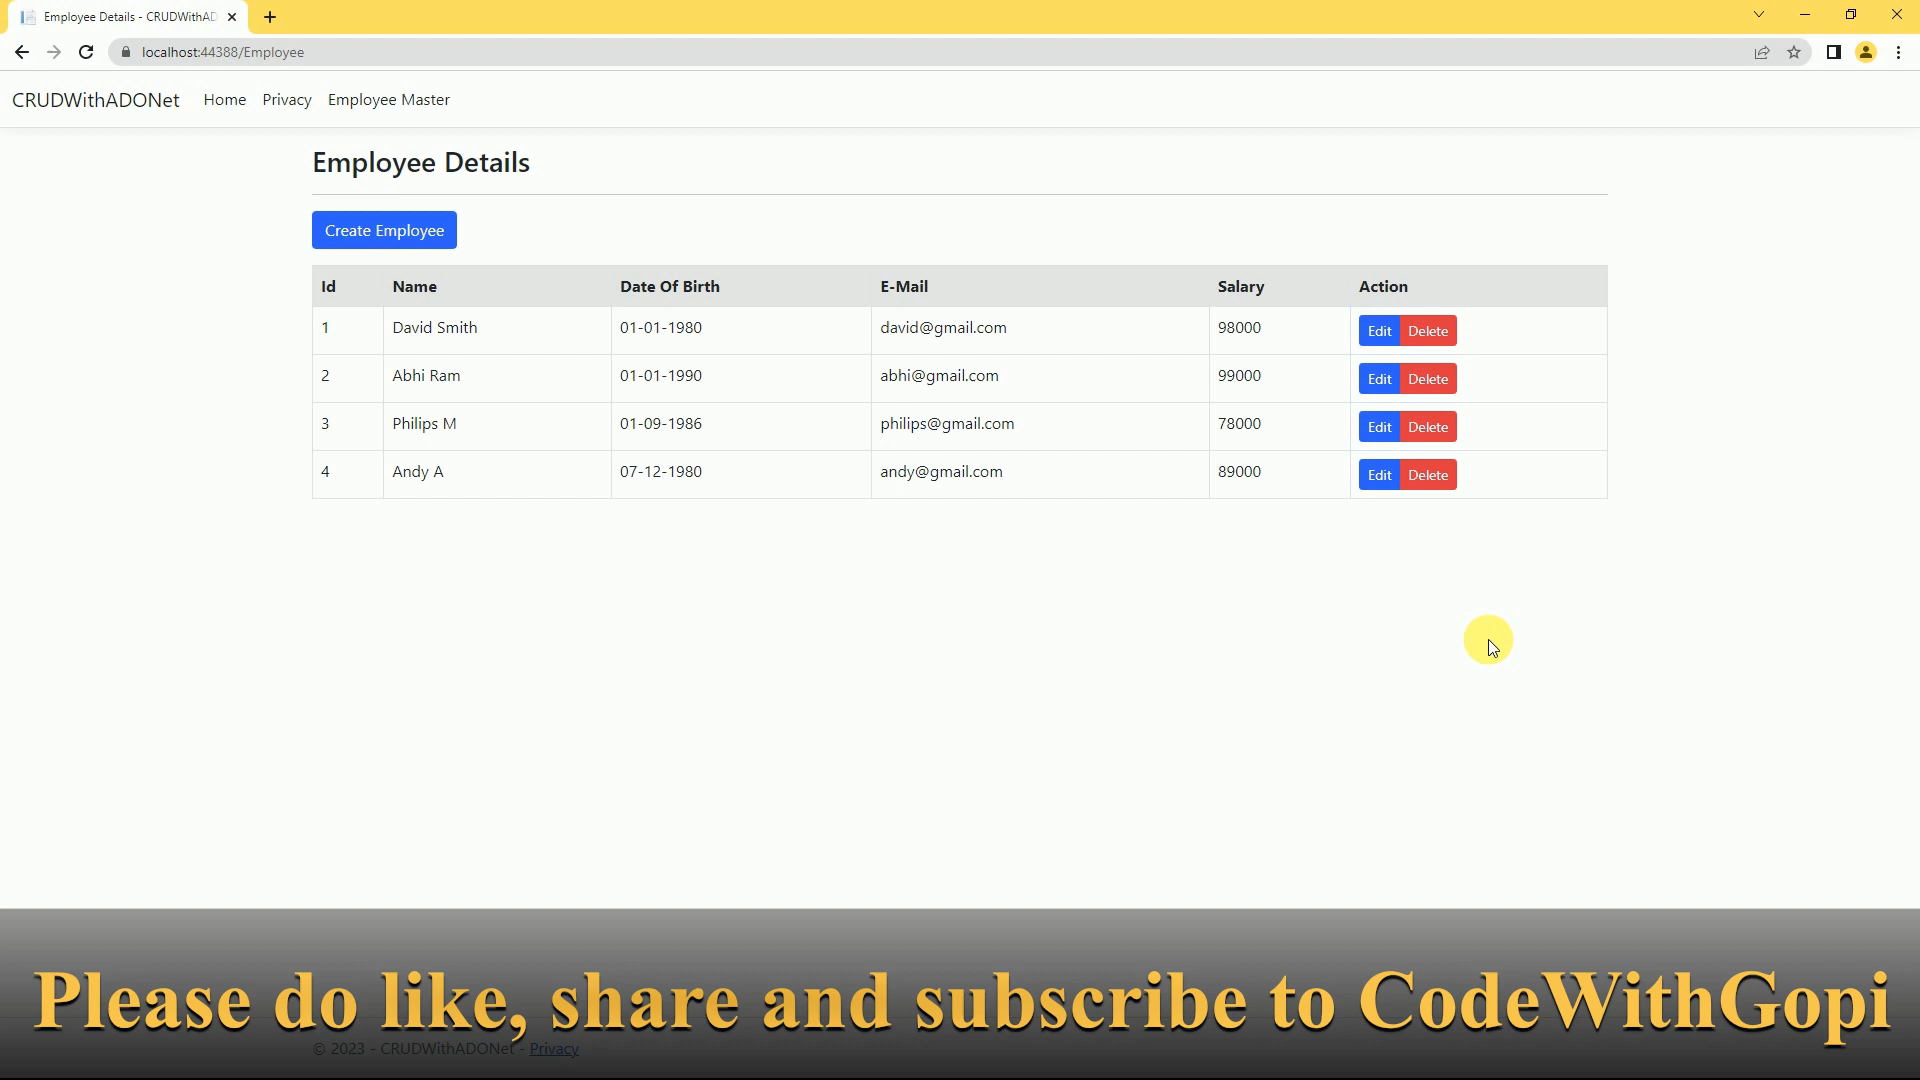 Employee Details - CRUDWithAD
localhost:44388/Employee
CRUDWithADONet Home Privacy Employee Master
Employee Details
Create Employee
Id Name Date Of Birth E-Mail Salary Action
1 David Smith 01-01-1980 david@gmail.com 98000 Edit Delete
2 Abhi Ram 01-01-1990 abhi@gmail.com 99000 Edit Delete
3 Philips M 01-09-1986 philips@gmail.com 78000 Edit Delete
4 Andy A 07-12-1980 andy@gmail.com 89000 Edit Delete
Please do like, share and subscribe to CodeWithGopi
© 2023 - CRUDWithADONet - Privacy